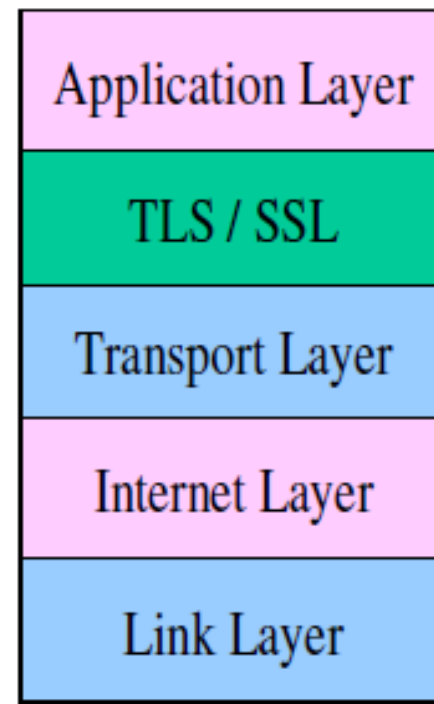 Application Layer
TLS / SSL
Transport Layer
Internet Layer
Link Layer